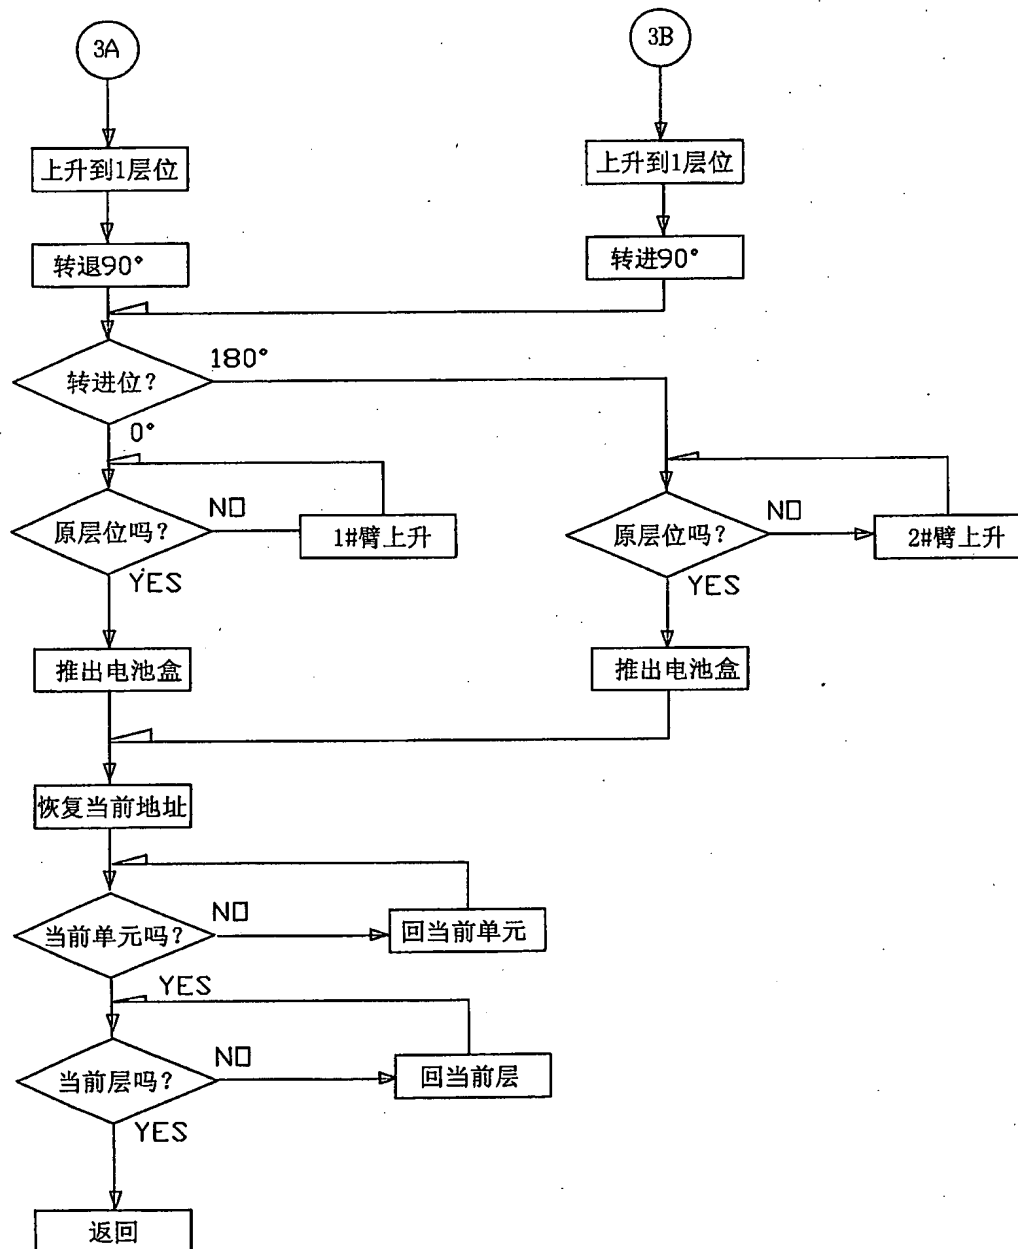 3A
3B
上升到1层位
上升到1层位
转退90°
转进90°
转进位?
180°
0°
原层位吗?
NO
1#臂上升
原层位吗?
NO
2#臂上升
YES
YES
推出电池盒
推出电池盒
恢复当前地址
当前单元吗?
NO
回当前单元
YES
当前层吗?
NO
回当前层
YES
返回